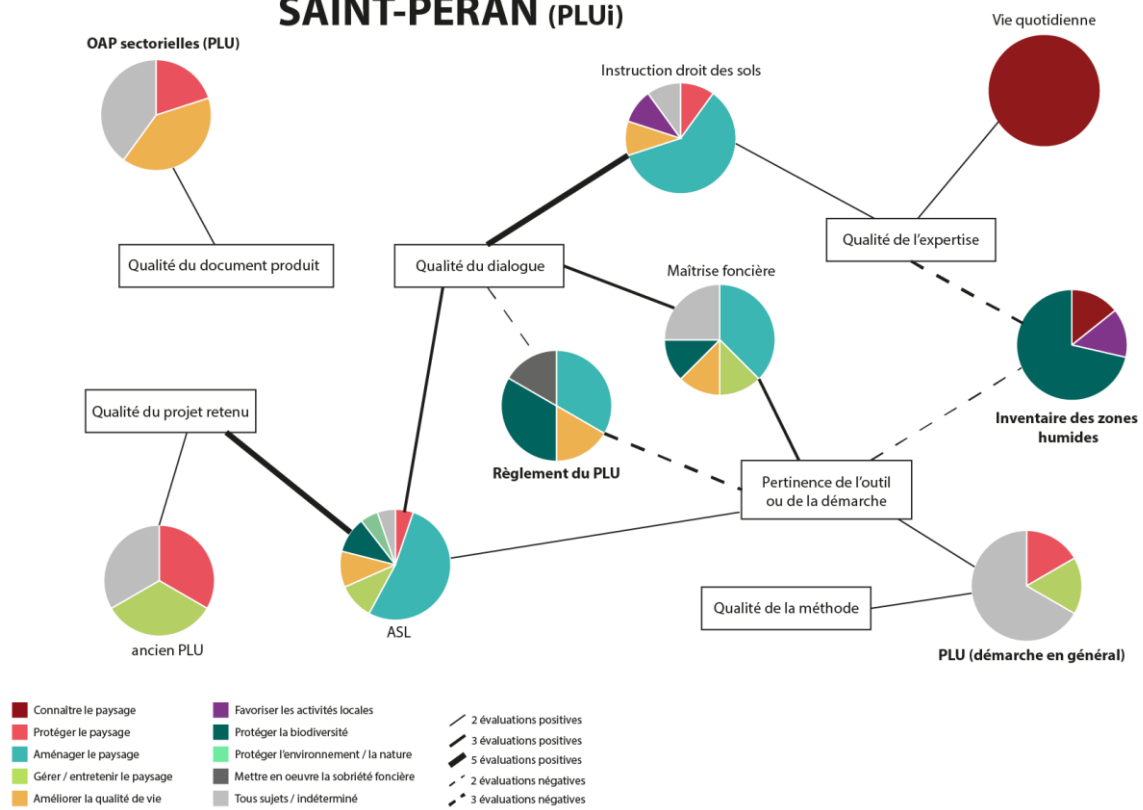 SAINT-PÉRAN (PLUi)
Vie quotidienne
OAP sectorielles (PLU)
Instruction droit des sols
Qualité de l'expertise
Qualité du document produit
Qualité du dialogue
Maîtrise foncière
Qualité du projet retenu
Inventaire des zones
humides
Règlement du PLU
Pertinence de l'outil
ou de la démarche
Qualité de la méthode
ASL
ancien PLU
PLU (démarche en général)
Connaître le paysage
Protéger le paysage
Aménager le paysage
Gérer / entretenir le paysage
Améliorer la qualité de vie
Favoriser les activités locales
Protéger la biodiversité
Protéger l'environnement / la nature
Mettre en oeuvre la sobriété foncière
Tous sujets / indéterminé
2 évaluations positives
3 évaluations positives
5 évaluations positives
2 évaluations négatives
3 évaluations négatives